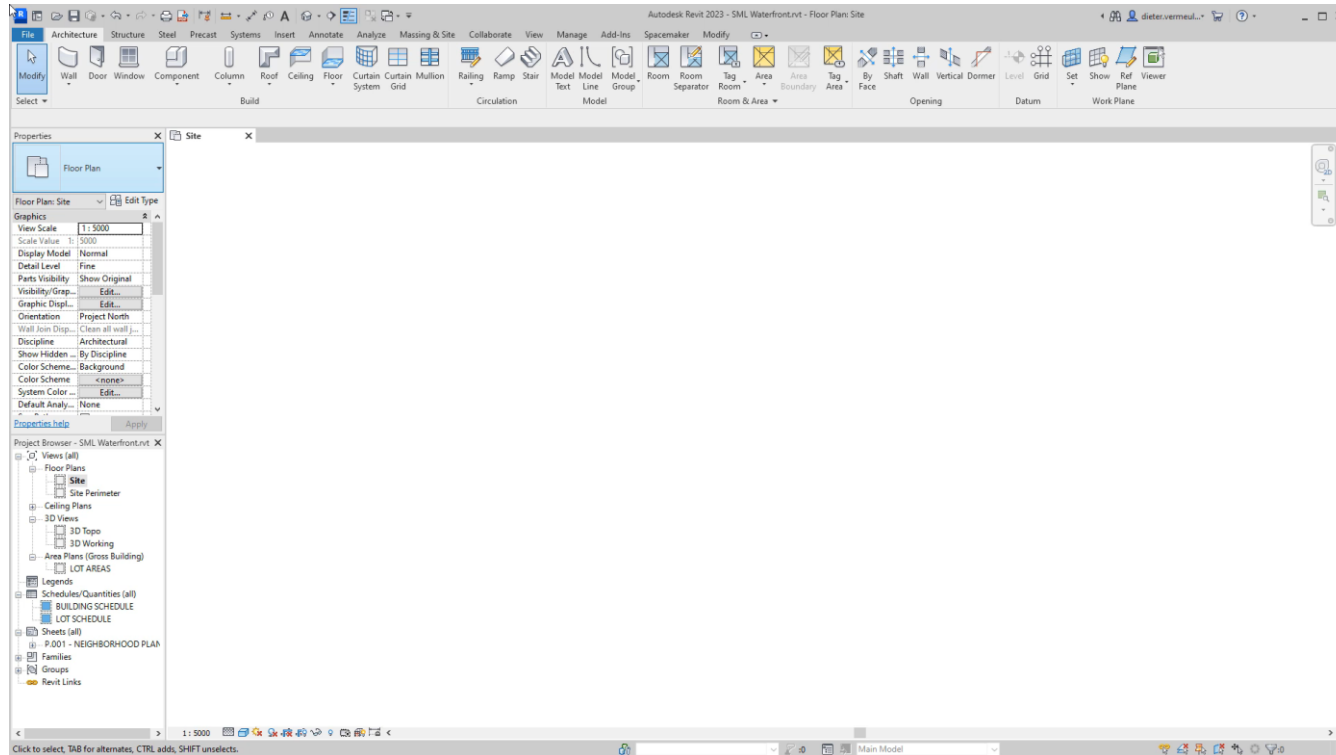 Autodesk Revit 2023 - SML Waterfront.rvt - Floor Plan: Site
dieter.vermeul...
File Architecture Structure Steel Precast Systems Insert Annotate Analyze Massing & Site Collaborate View Manage Add-Ins Spacemaker Modify
Modify Wall Door Window Component Column Roof Ceiling Floor Curtain System Curtain Grid Mullion Railing Ramp Stair Model Text Model Line Model Group Room Room Separator Tag Room Area Area Boundary Tag Area By Face Shaft Wall Vertical Dormer Level Grid Set Show Ref Plane Viewer
Select Build Circulation Model Room & Area Opening Datum Work Plane
Properties
Site
Floor Plan
Floor Plan: Site Edit Type
Graphics
View Scale 1 : 5000
Scale Value 1: 5000
Display Model Normal
Detail Level Fine
Parts Visibility Show Original
Visibility/Grap... Edit...
Graphic Displ... Edit...
Orientation Project North
Wall Join Disp... Clean all wall j...
Discipline Architectural
Show Hidden ... By Discipline
Color Scheme... Background
Color Scheme <none>
System Color ... Edit...
Default Analy... None
Properties help Apply
Project Browser - SML Waterfront.rvt
Views (all)
Floor Plans
Site
Site Perimeter
Ceiling Plans
3D Views
3D Topo
3D Working
Area Plans (Gross Building)
LOT AREAS
Legends
Schedules/Quantities (all)
BUILDING SCHEDULE
LOT SCHEDULE
Sheets (all)
P.001 - NEIGHBORHOOD PLAN
Families
Groups
Revit Links
1 : 5000
Click to select, TAB for alternates, CTRL adds, SHIFT unselects. :0 Main Model :0